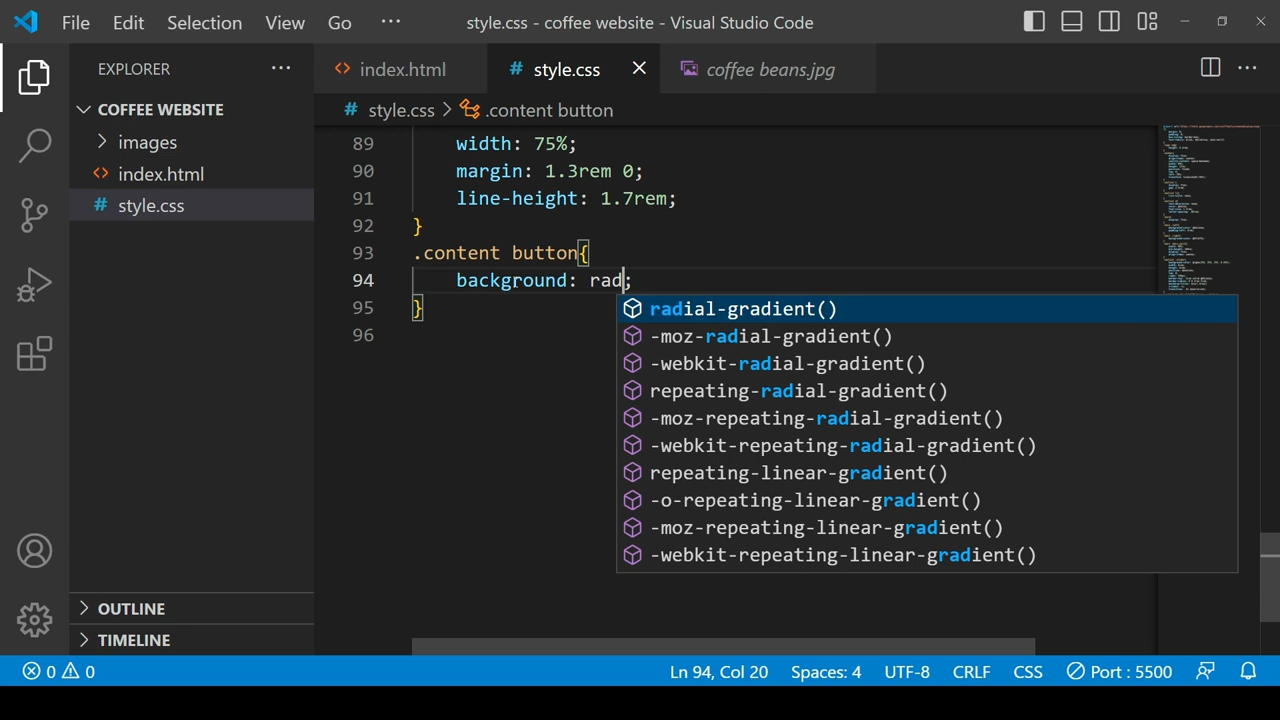 File Edit Selection View Go ··· style.css - coffee website - Visual Studio Code
EXPLORER ···
index.html style.css coffee beans.jpg ···
COFFEE WEBSITE
images
index.html
style.css
style.css > .content button
89 width: 75%;
90 margin: 1.3rem 0;
91 line-height: 1.7rem;
92 }
93 .content button{
94 background: rad;
95 }
96
radial-gradient()
-moz-radial-gradient()
-webkit-radial-gradient()
repeating-radial-gradient()
-moz-repeating-radial-gradient()
-webkit-repeating-radial-gradient()
repeating-linear-gradient()
-o-repeating-linear-gradient()
-moz-repeating-linear-gradient()
-webkit-repeating-linear-gradient()
OUTLINE
TIMELINE
0 0 Ln 94, Col 20 Spaces: 4 UTF-8 CRLF CSS Port : 5500